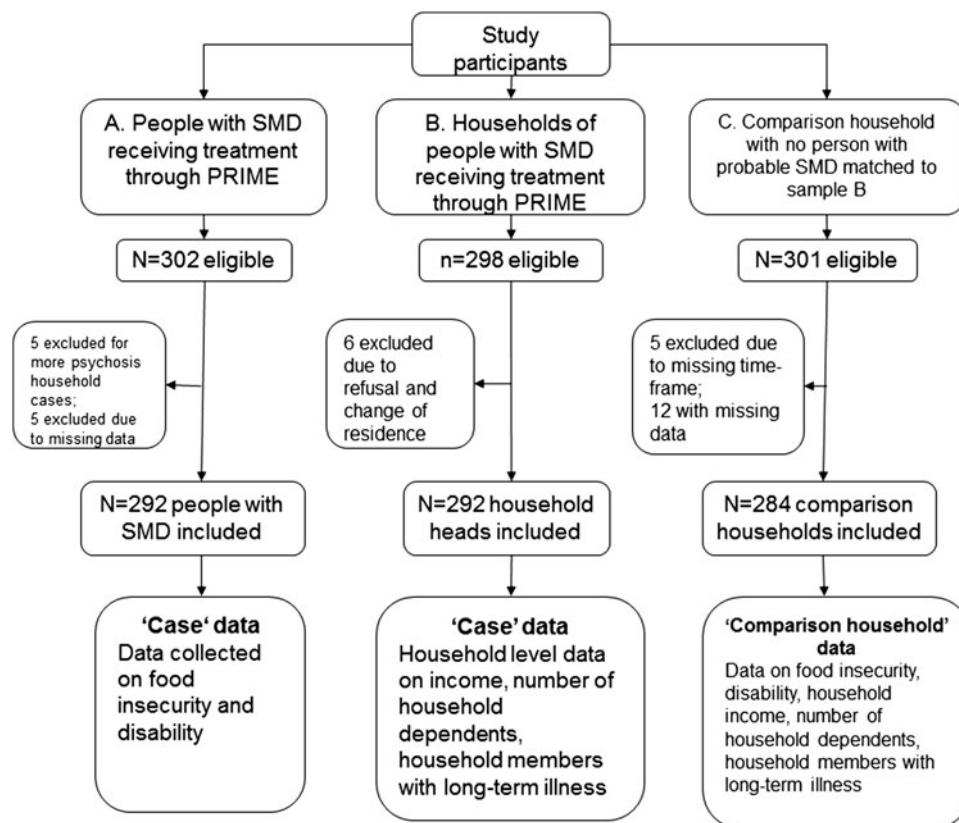 Study
participants
A. People with SMD
receiving treatment
through PRIME
B. Households of
people with SMD
receiving treatment
through PRIME
C. Comparison household
with no person with
probable SMD matched to
sample B
N=302 eligible
n=298 eligible
N=301 eligible
5 excluded for
more psychosis
household
cases;
5 excluded due
to missing data
6 excluded
due to
refusal and
change of
residence
5 excluded due
to missing time-
frame;
12 with missing
data
N=292 people with
SMD included
N=292 household
heads included
N=284 comparison
households included
‘Case‘ data
Data collected
on food
insecurity and
disability
‘Case’ data
Household level data
on income, number of
household
dependents,
household members
with long-term illness
‘Comparison household’
data
Data on food insecurity,
disability, household
income, number of
household dependents,
household members with
long-term illness